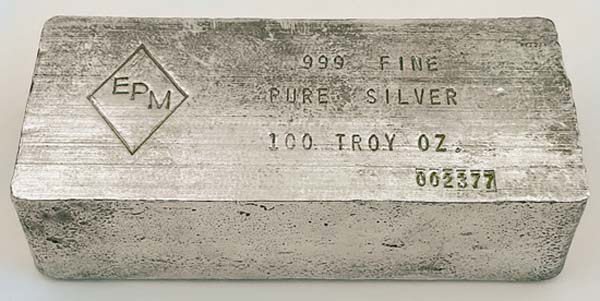 EPM
.999 FINE
PURE SILVER
100 TROY OZ.
002377